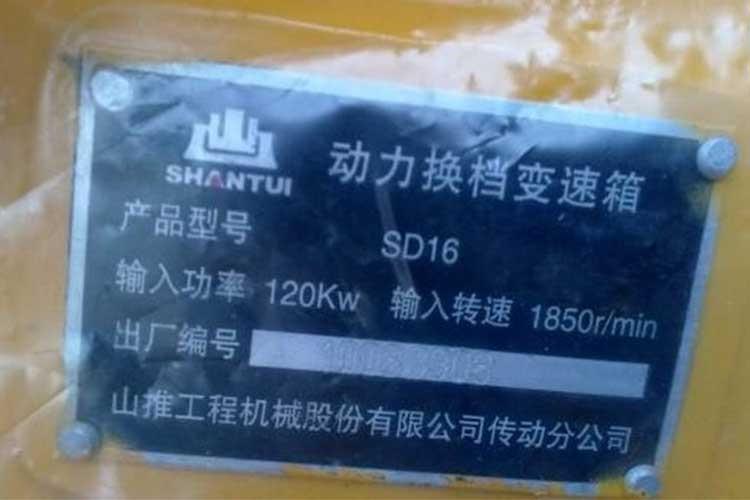 SHANTUI
动力换档变速箱
产品型号 SD16
输入功率 120Kw 输入转速 1850r/min
出厂编号
山推工程机械股份有限公司传动分公司